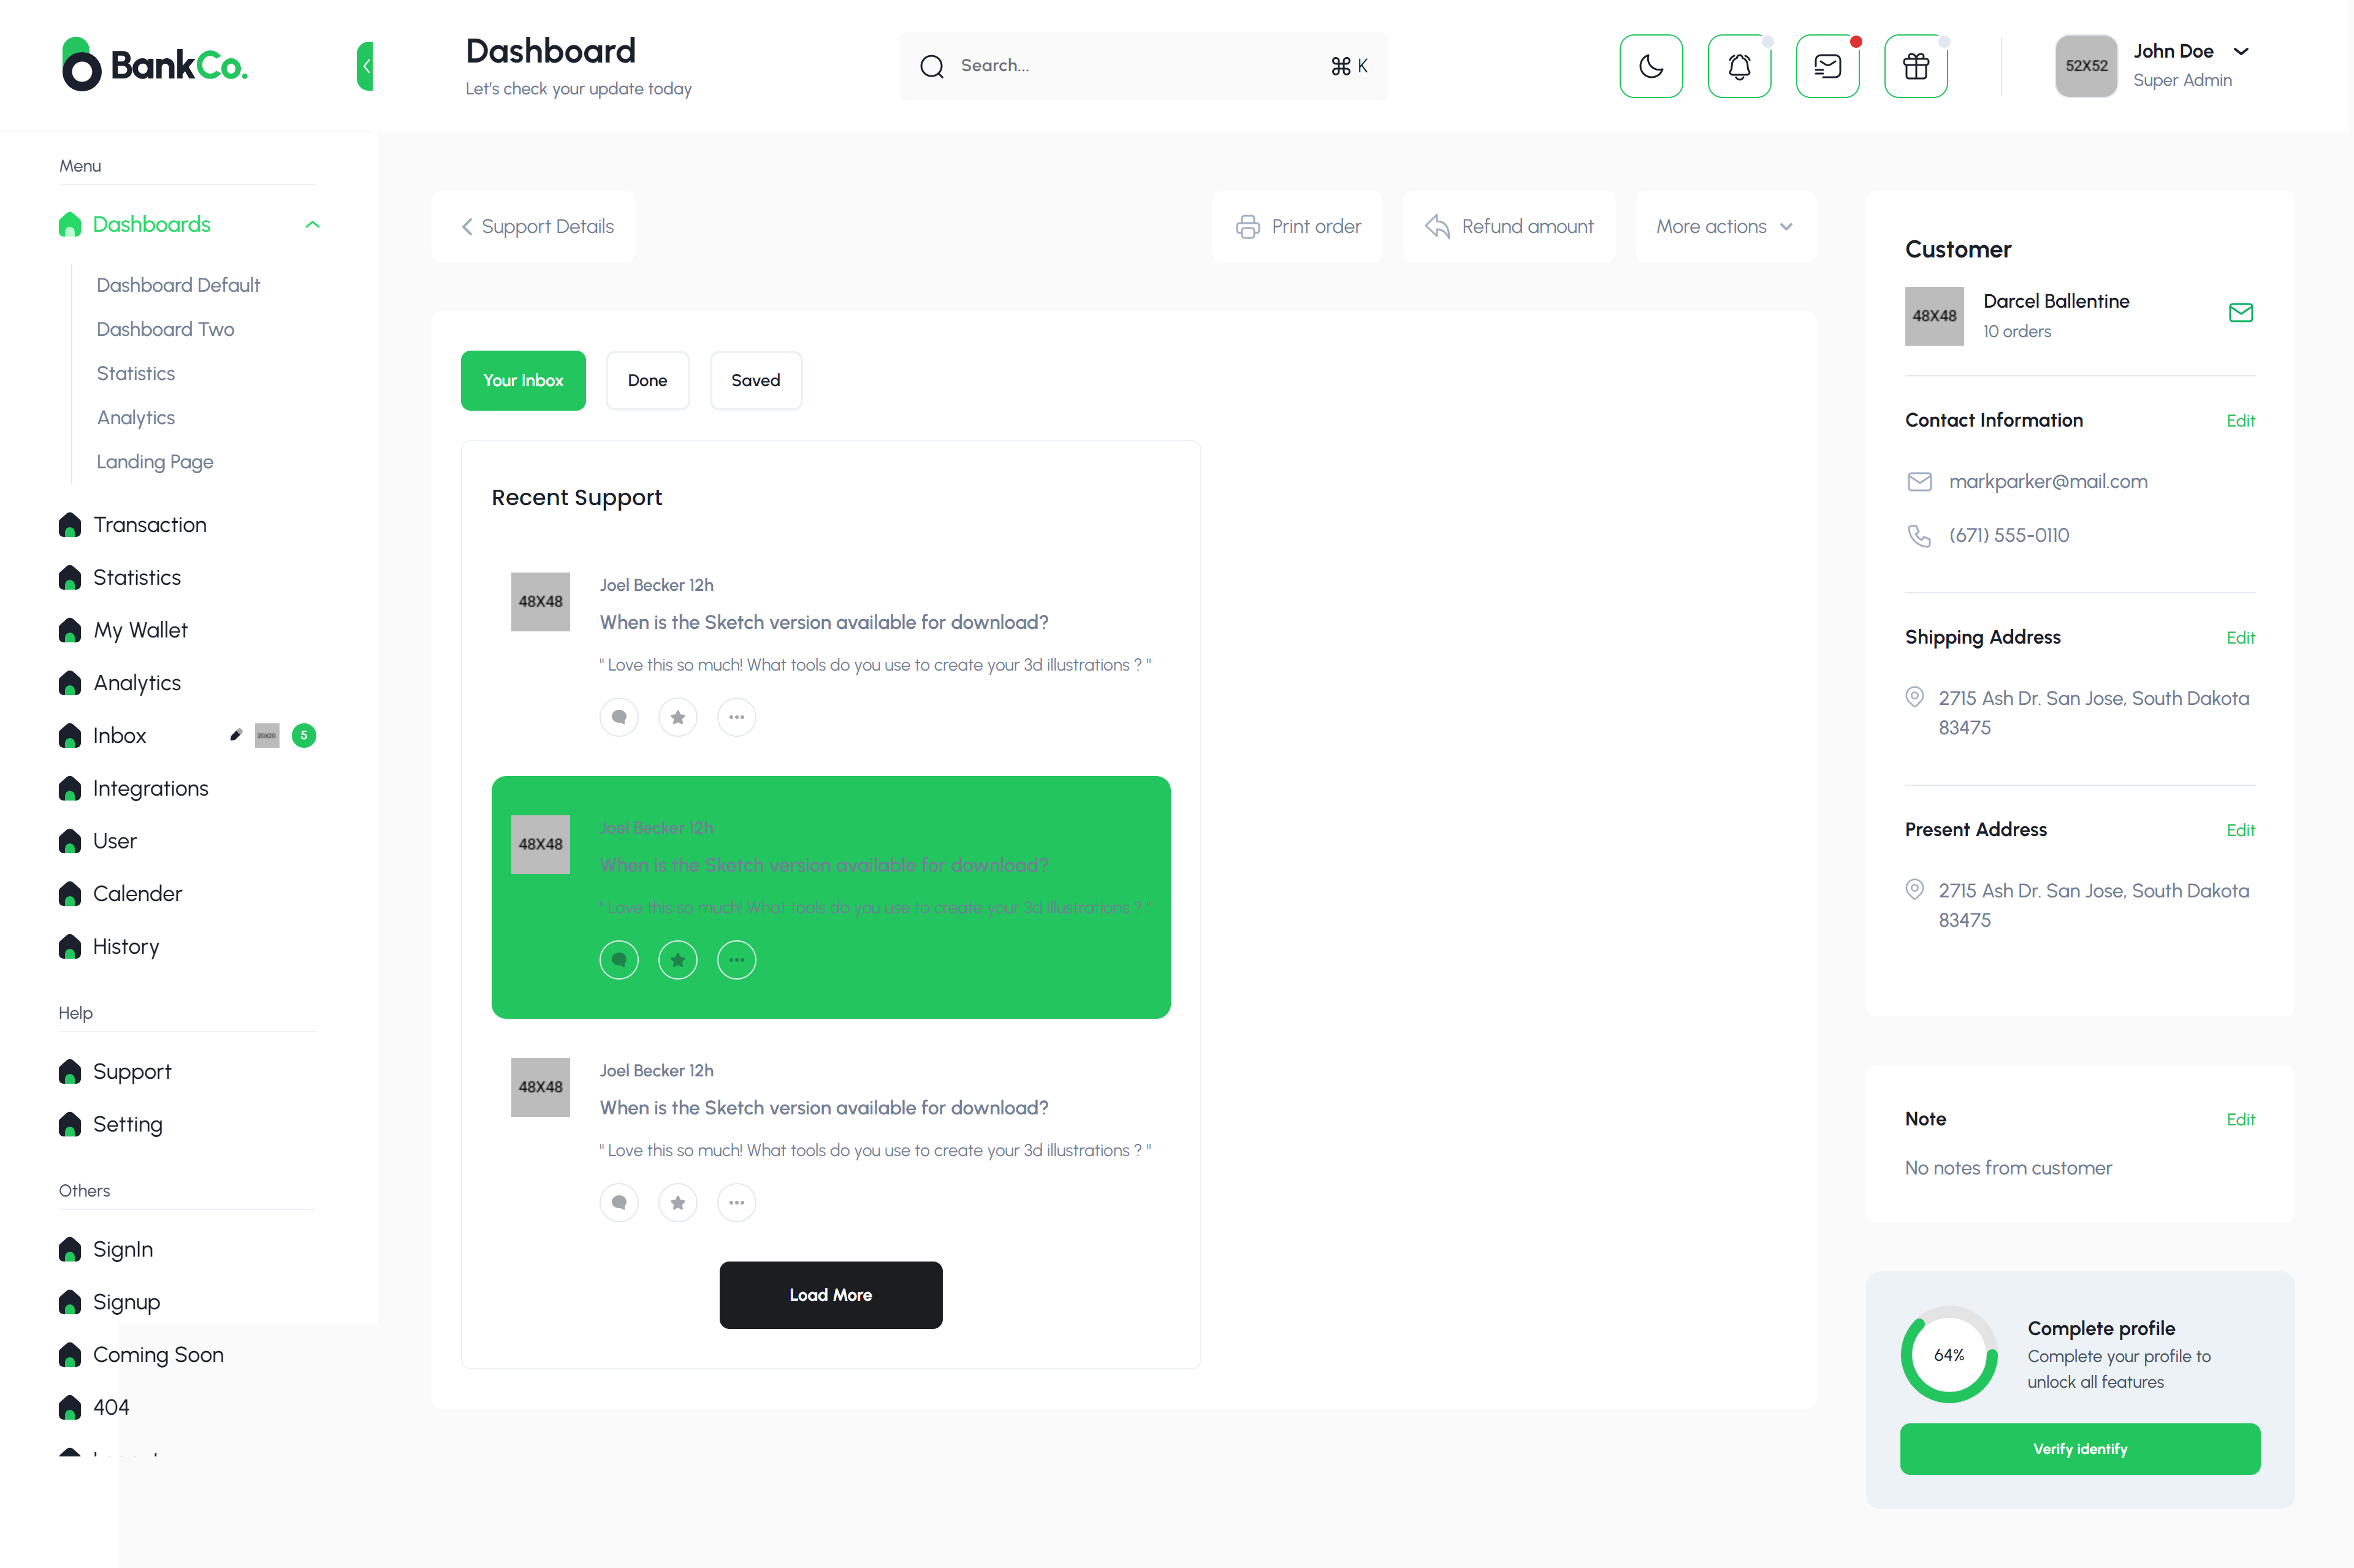 BankCo.
Dashboard
Let's check your update today
Search...
⌘ K
52X52
John Doe
Super Admin
Menu
Dashboards
Dashboard Default
Dashboard Two
Statistics
Analytics
Landing Page
Transaction
Statistics
My Wallet
Analytics
Inbox
20X20
5
Integrations
User
Calender
History
Help
Support
Setting
Others
SignIn
Signup
Coming Soon
404
Support Details
Print order
Refund amount
More actions
Your Inbox
Done
Saved
Recent Support
48X48
Joel Becker 12h
When is the Sketch version available for download?
" Love this so much! What tools do you use to create your 3d illustrations ? "
48X48
Joel Becker 12h
When is the Sketch version available for download?
" Love this so much! What tools do you use to create your 3d illustrations ? "
48X48
Joel Becker 12h
When is the Sketch version available for download?
" Love this so much! What tools do you use to create your 3d illustrations ? "
Load More
Customer
48X48
Darcel Ballentine
10 orders
Contact Information
Edit
markparker@mail.com
(671) 555-0110
Shipping Address
Edit
2715 Ash Dr. San Jose, South Dakota
83475
Present Address
Edit
2715 Ash Dr. San Jose, South Dakota
83475
Note
Edit
No notes from customer
64%
Complete profile
Complete your profile to
unlock all features
Verify identify